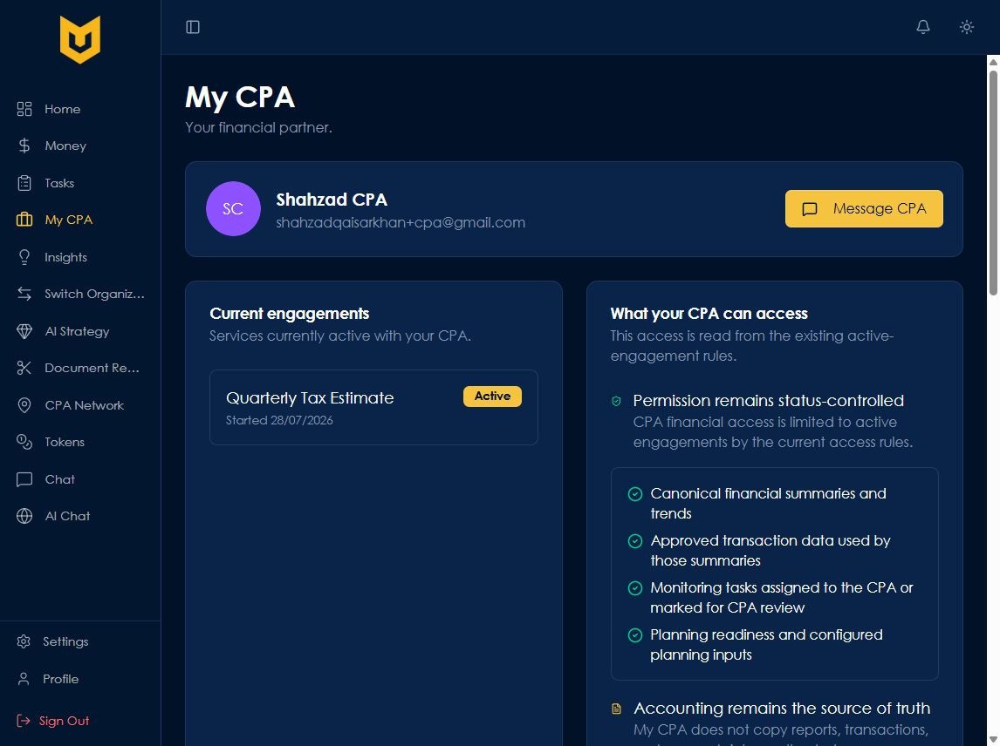 Home
Money
Tasks
My CPA
Insights
Switch Organiz...
AI Strategy
Document Re...
CPA Network
Tokens
Chat
AI Chat
Settings
Profile
Sign Out
My CPA
Your financial partner.
SC
Shahzad CPA
shahzadqaisarkhan+cpa@gmail.com
Message CPA
Current engagements
Services currently active with your CPA.
Quarterly Tax Estimate
Active
Started 28/07/2026
What your CPA can access
This access is read from the existing active-
engagement rules.
Permission remains status-controlled
CPA financial access is limited to active
engagements by the current access rules.
Canonical financial summaries and
trends
Approved transaction data used by
those summaries
Monitoring tasks assigned to the CPA or
marked for CPA review
Planning readiness and configured
planning inputs
Accounting remains the source of truth
My CPA does not copy reports, transactions,